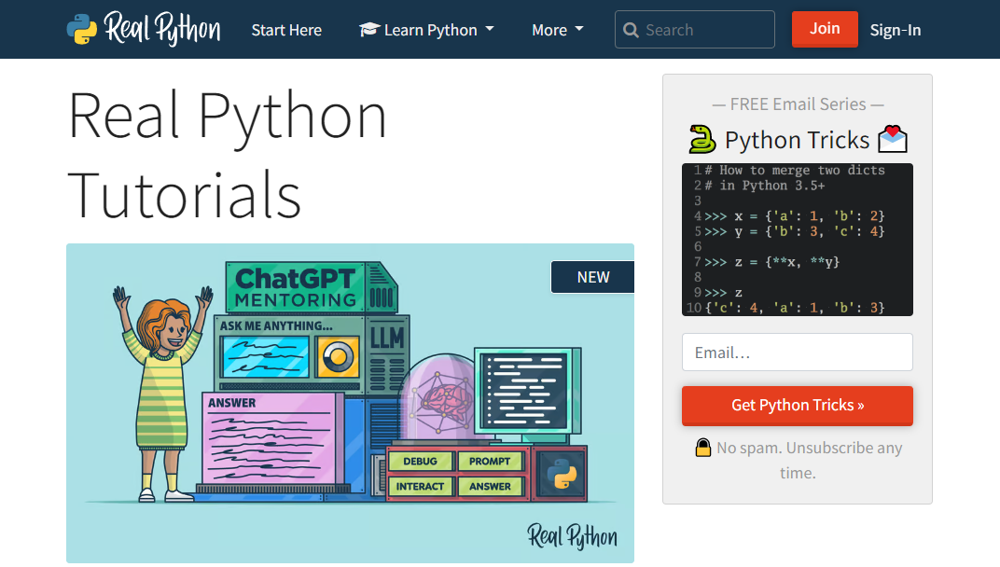 Real Python Start Here Learn Python More Search Join Sign-In
Real Python
Tutorials
NEW
ChatGPT
MENTORING
ASK ME ANYTHING...
LLM
ANSWER
DEBUG PROMPT
INTERACT ANSWER
Real Python
— FREE Email Series —
Python Tricks
1 # How to merge two dicts
2 # in Python 3.5+
3
4 >>> x = {'a': 1, 'b': 2}
5 >>> y = {'b': 3, 'c': 4}
6
7 >>> z = {**x, **y}
8
9 >>> z
10 {'c': 4, 'a': 1, 'b': 3}
Email…
Get Python Tricks »
No spam. Unsubscribe any
time.